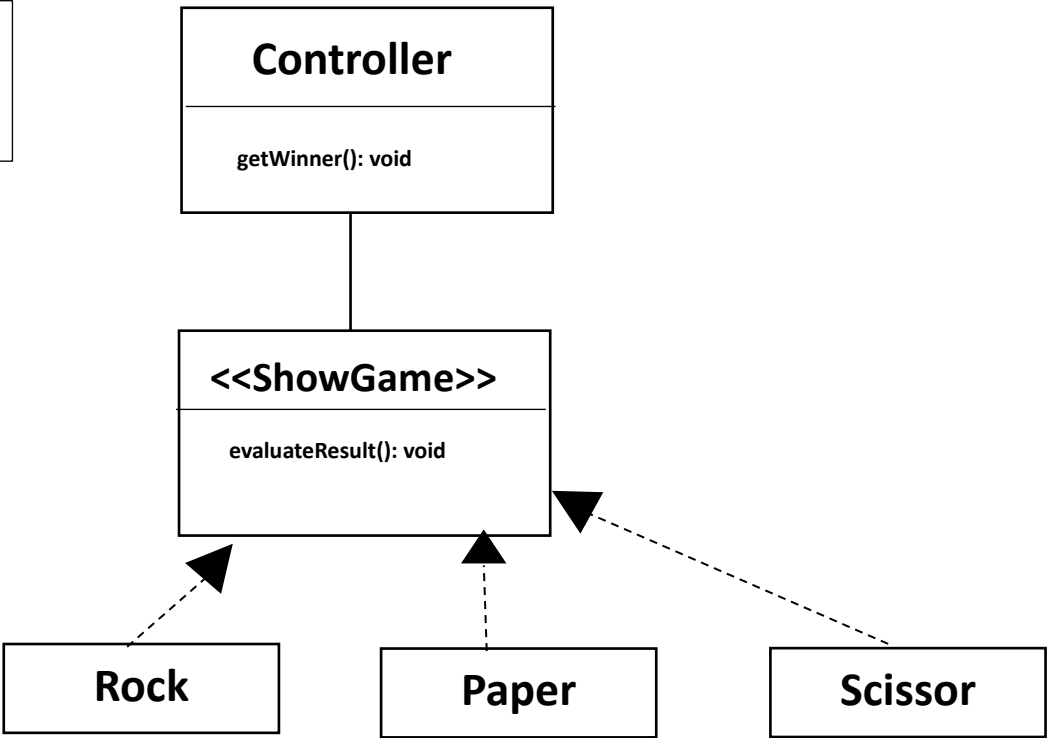 Controller
getWinner(): void
<<ShowGame>>
evaluateResult(): void
Rock
Paper
Scissor